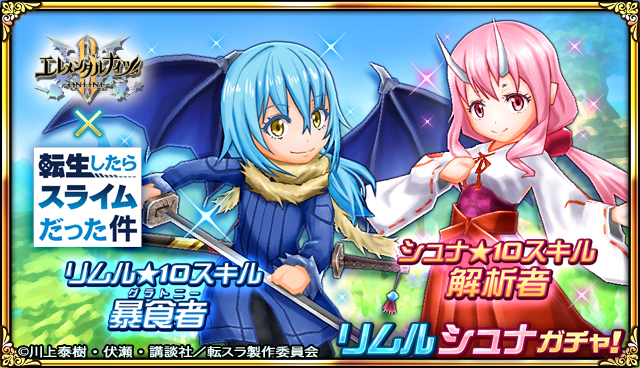 エレメンタルナイツ
R
ONLINE
×
転生したら
スライム
だった件
リムル★10スキル
グラトニー
暴食者
シュナ★10スキル
解析者
リムル シュナ ガチャ!
©川上泰樹・伏瀬・講談社/転スラ製作委員会